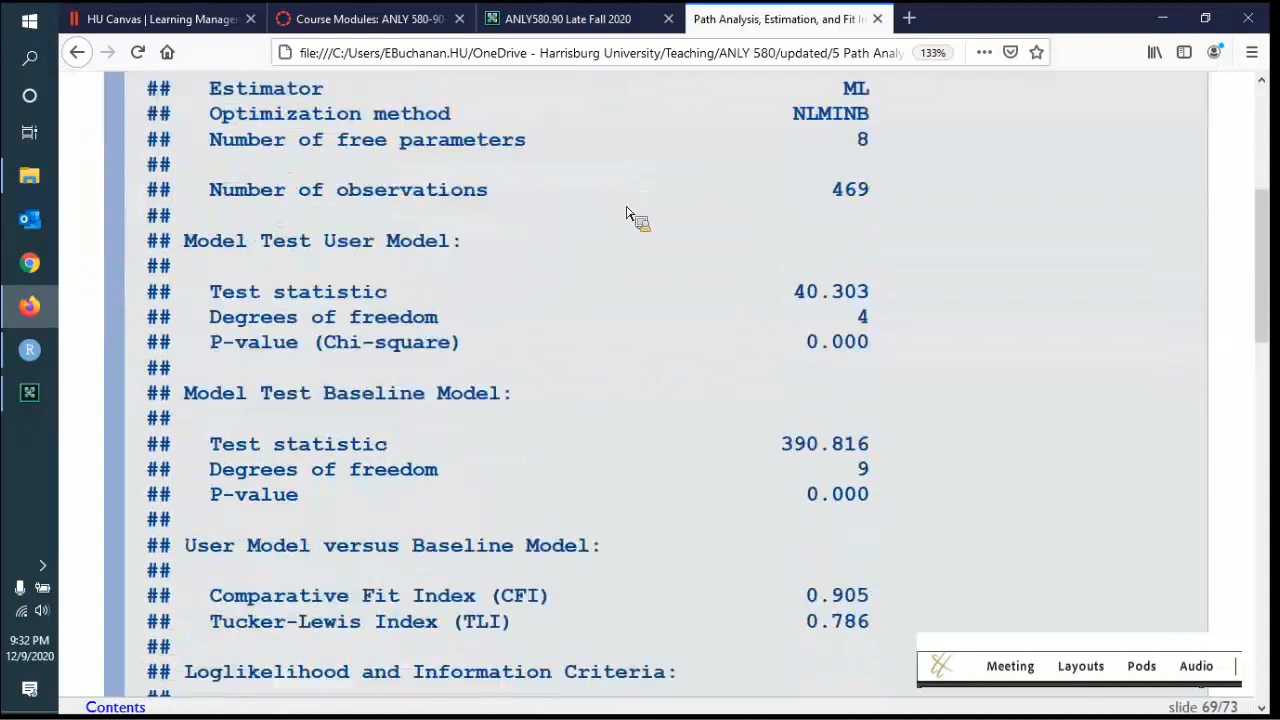 HU Canvas | Learning Manage
Course Modules: ANLY 580-90-
ANLY580.90 Late Fall 2020
Path Analysis, Estimation, and Fit In
file:///C:/Users/EBuchanan.HU/OneDrive - Harrisburg University/Teaching/ANLY 580/updated/5 Path Analy
133%
## Estimator ML
## Optimization method NLMINB
## Number of free parameters 8
##
## Number of observations 469
##
## Model Test User Model:
##
## Test statistic 40.303
## Degrees of freedom 4
## P-value (Chi-square) 0.000
##
## Model Test Baseline Model:
##
## Test statistic 390.816
## Degrees of freedom 9
## P-value 0.000
##
## User Model versus Baseline Model:
##
## Comparative Fit Index (CFI) 0.905
## Tucker-Lewis Index (TLI) 0.786
##
## Loglikelihood and Information Criteria:
##
Meeting Layouts Pods Audio
9:32 PM
12/9/2020
Contents
slide 69/73